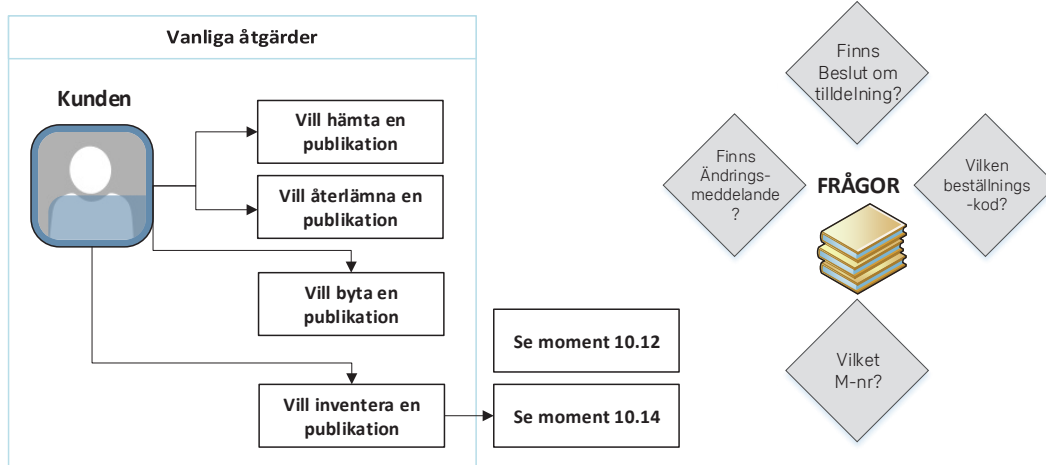 Vanliga åtgärder
Kunden
Vill hämta en
publikation
Vill återlämna en
publikation
Vill byta en
publikation
Vill inventera en
publikation
Se moment 10.12
Se moment 10.14
Finns
Beslut om
tilldelning?
Finns
Ändrings-
meddelande
?
FRÅGOR
Vilken
beställnings
-kod?
Vilket
M-nr?